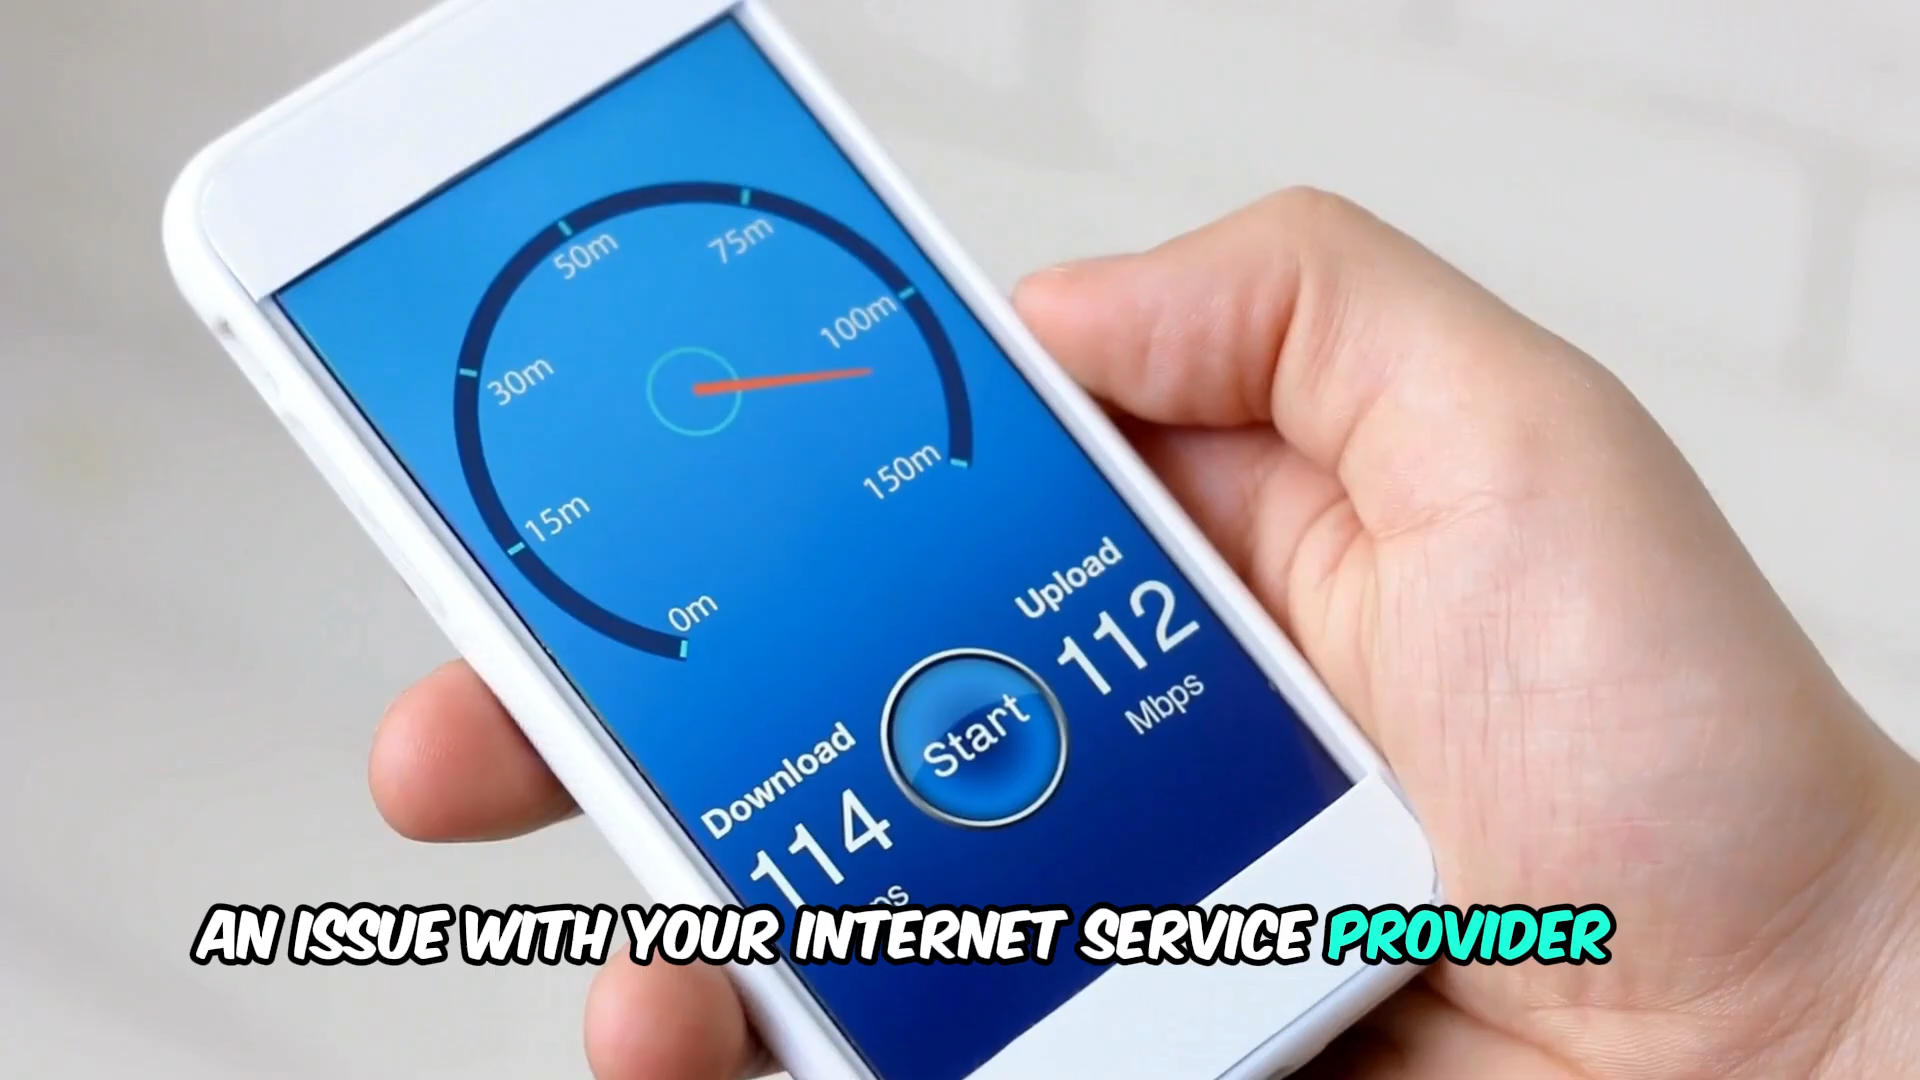 50m
75m
100m
30m
150m
15m
0m
Upload
112
Mbps
Start
Download
114
AN ISSUE WITH YOUR INTERNET SERVICE PROVIDER